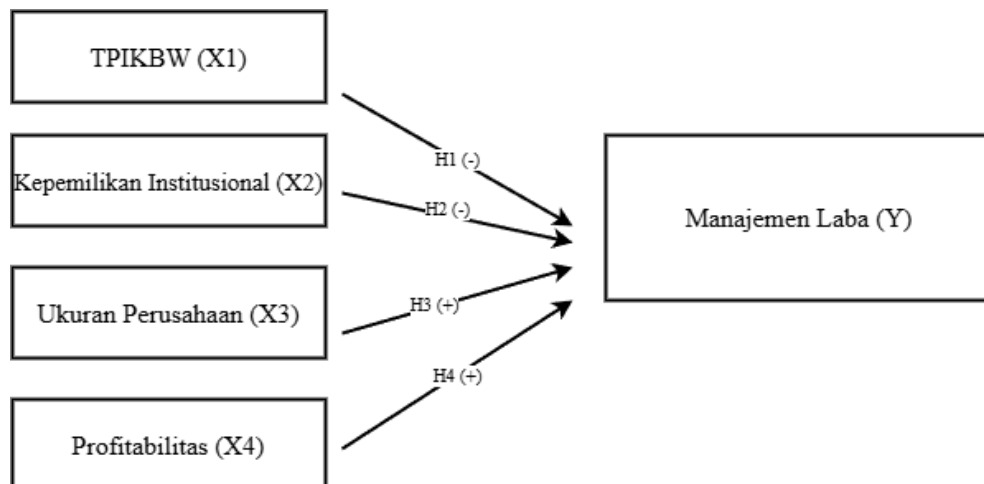 TPIKBW (X1)
H1 (-)
Kepemilikan Institusional (X2)
H2 (-)
Manajemen Laba (Y)
Ukuran Perusahaan (X3)
H3 (+)
H4 (+)
Profitabilitas (X4)